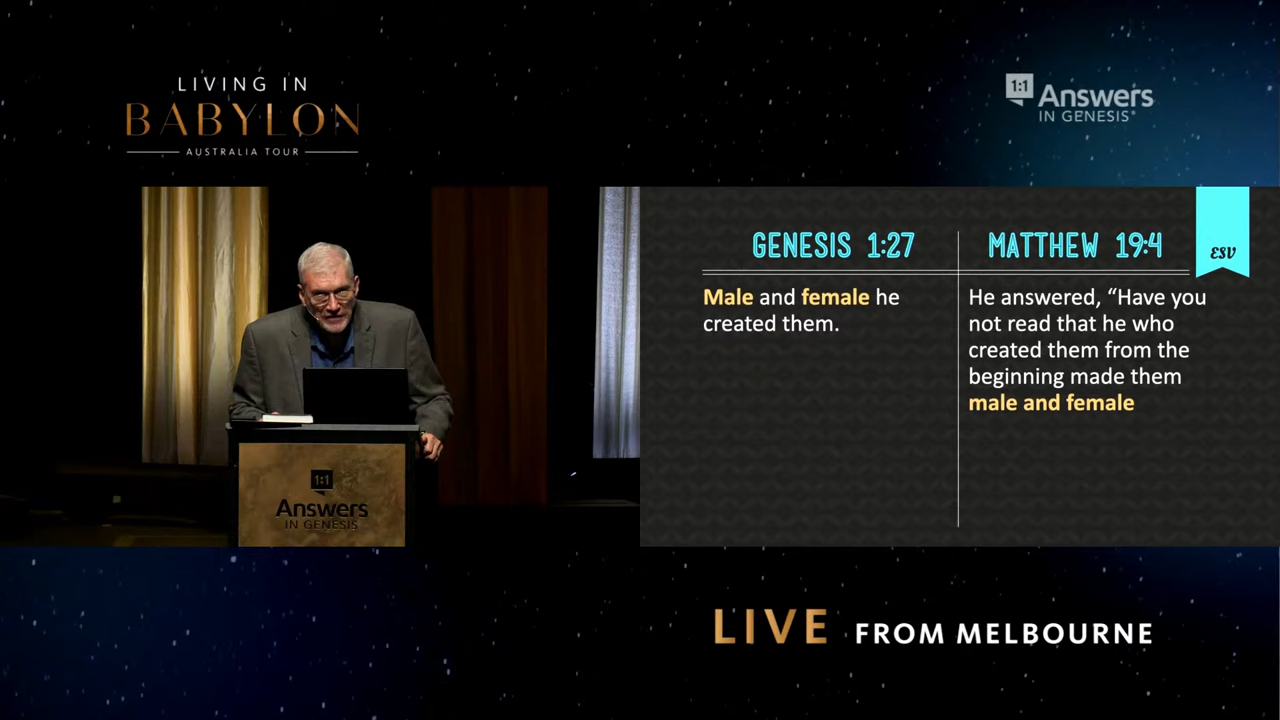 LIVING IN
BABYLON
AUSTRALIA TOUR
1:1
Answers
IN GENESIS®
GENESIS 1:27
Male and female he
created them.
MATTHEW 19:4
ESV
He answered, “Have you
not read that he who
created them from the
beginning made them
male and female
1:1
Answers
IN GENESIS
LIVE FROM MELBOURNE